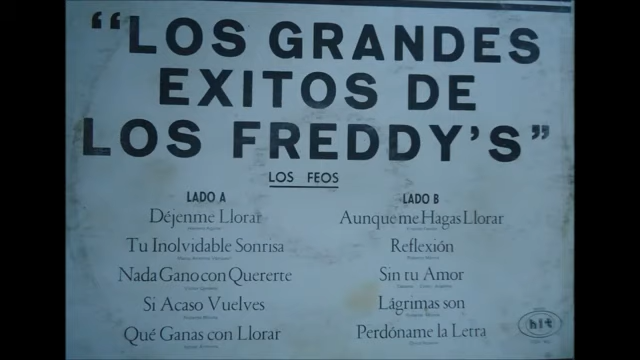 “LOS GRANDES
EXITOS DE
LOS FREDDY'S”
LOS FEOS
LADO A
Déjenme Llorar
Tu Inolvidable Sonrisa
Nada Gano con Quererte
Si Acaso Vuelves
Qué Ganas con Llorar
LADO B
Aunque me Hagas Llorar
Reflexión
Sin tu Amor
Lágrimas son
Perdóname la Letra
hit